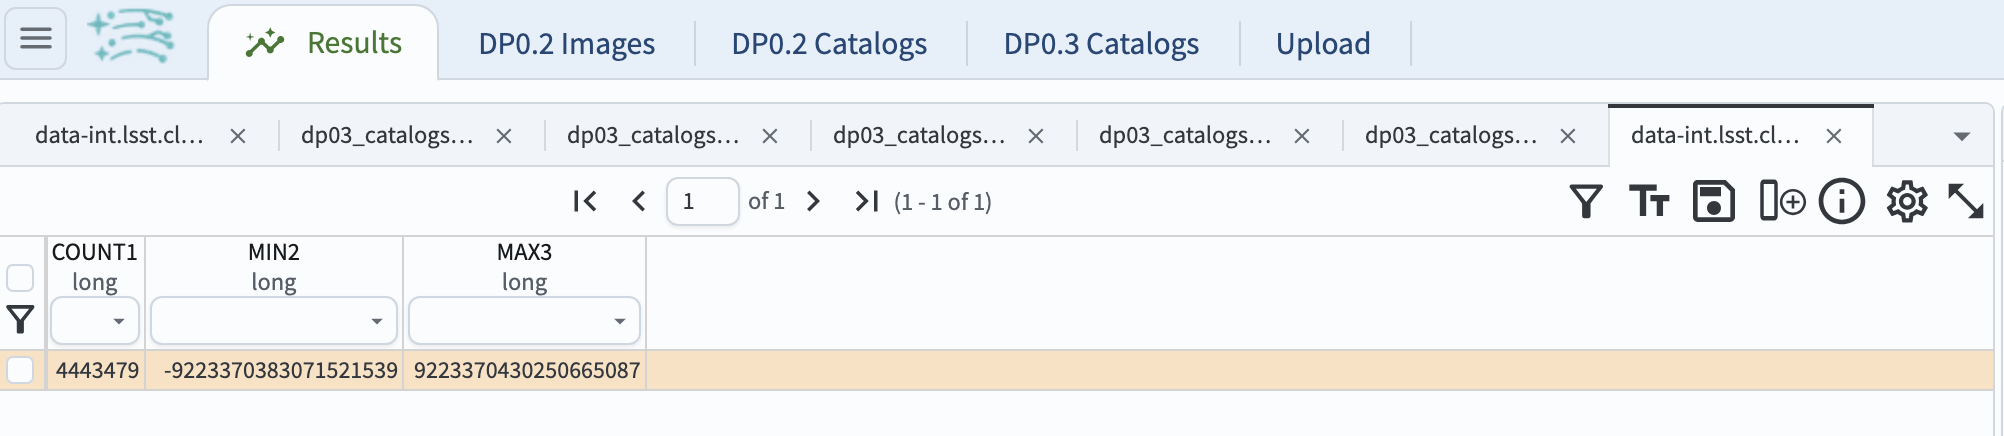 Results DP0.2 Images DP0.2 Catalogs DP0.3 Catalogs Upload
data-int.lsst.cl... dp03_catalogs... dp03_catalogs... dp03_catalogs... dp03_catalogs... dp03_catalogs... data-int.lsst.cl...
1 of 1 (1 - 1 of 1)
COUNT1 MIN2 MAX3
long long long
4443479 -9223370383071521539 9223370430250665087